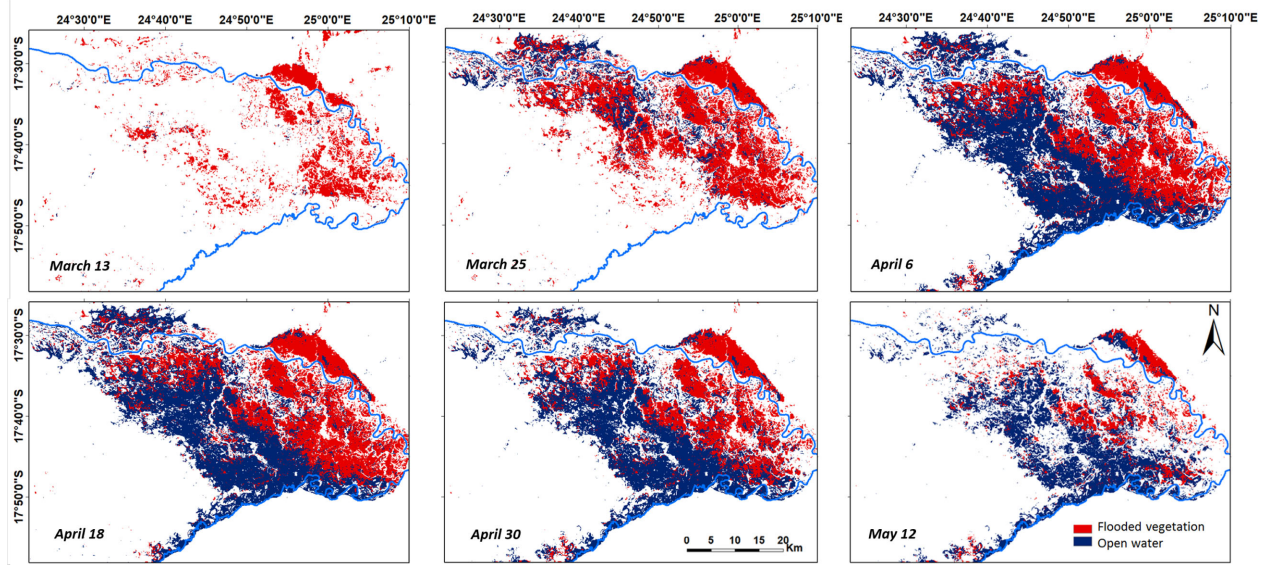 24°30'0"E 24°40'0"E 24°50'0"E 25°0'0"E 25°10'0"E 24°30'0"E 24°40'0"E 24°50'0"E 25°0'0"E 25°10'0"E 24°30'0"E 24°40'0"E 24°50'0"E 25°0'0"E 25°10'0"E
17°30'0"S
17°40'0"S
17°50'0"S
March 13
March 25
April 6
17°30'0"S
17°40'0"S
17°50'0"S
N
April 18
April 30
0 5 10 15 20
Km
May 12
Flooded vegetation
Open water